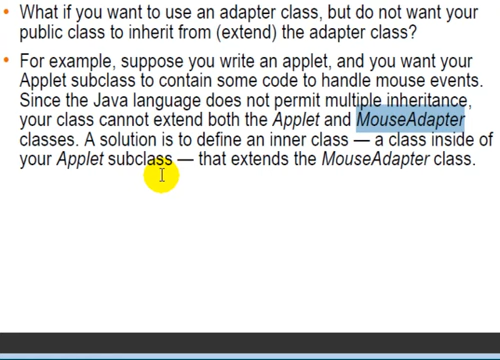 • What if you want to use an adapter class, but do not want your
public class to inherit from (extend) the adapter class?
• For example, suppose you write an applet, and you want your
Applet subclass to contain some code to handle mouse events.
Since the Java language does not permit multiple inheritance,
your class cannot extend both the Applet and MouseAdapter
classes. A solution is to define an inner class — a class inside of
your Applet subclass — that extends the MouseAdapter class.